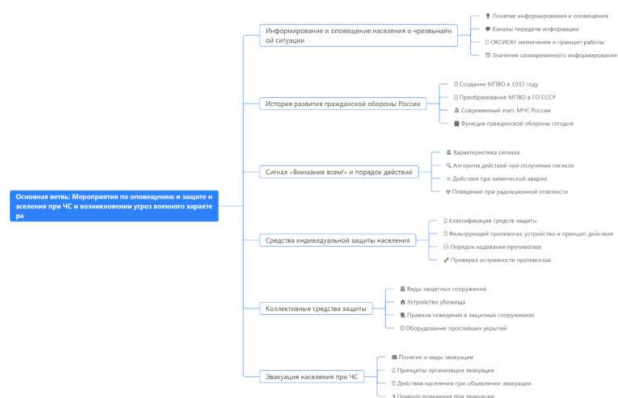 Основная ветвь: Мероприятия по оповещению и защите н
аселения при ЧС и возникновении угроз военного характе
ра
Информирование и оповещение населения о чрезвычайн
ой ситуации
Понятие информирования и оповещения
Каналы передачи информации
ОКСИОН: назначение и принцип работы
Значение своевременного информирования
История развития гражданской обороны России
Создание МПВО в 1932 году
Преобразование МПВО в ГО СССР
Современный этап: МЧС России
Функции гражданской обороны сегодня
Сигнал «Внимание всем!» и порядок действий
Характеристика сигнала
Алгоритм действий при получении сигнала
Действия при химической аварии
Поведение при радиационной опасности
Средства индивидуальной защиты населения
Классификация средств защиты
Фильтрующий противогаз: устройство и принцип действия
Порядок надевания противогаза
Проверка исправности противогаза
Коллективные средства защиты
Виды защитных сооружений
Устройство убежища
Правила поведения в защитных сооружениях
Оборудование простейших укрытий
Эвакуация населения при ЧС
Понятие и виды эвакуации
Принципы организации эвакуации
Действия населения при объявлении эвакуации
Правила поведения при эвакуации